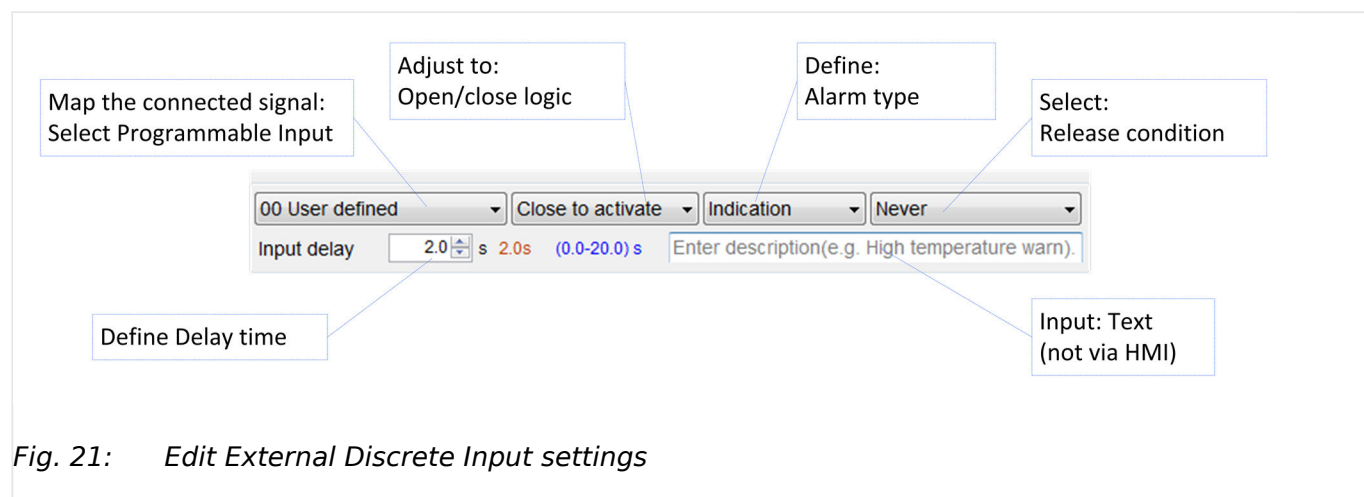 Adjust to:
Open/close logic
Define:
Alarm type
Map the connected signal:
Select Programmable Input
Select:
Release condition
00 User defined
Close to activate
Indication
Never
Input delay
2.0
s
2.0s
(0.0-20.0) s
Enter description(e.g. High temperature warn).
Define Delay time
Input: Text
(not via HMI)
Fig. 21: Edit External Discrete Input settings